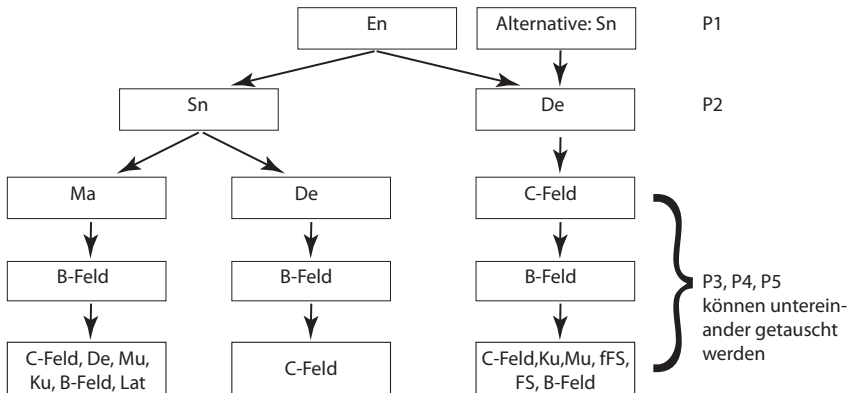 En
Alternative: Sn
P1
Sn
De
P2
Ma
De
C-Feld
B-Feld
B-Feld
B-Feld
P3, P4, P5
können unterein-
ander getauscht
werden
C-Feld, De, Mu,
Ku, B-Feld, Lat
C-Feld
C-Feld,Ku,Mu, fFS,
FS, B-Feld